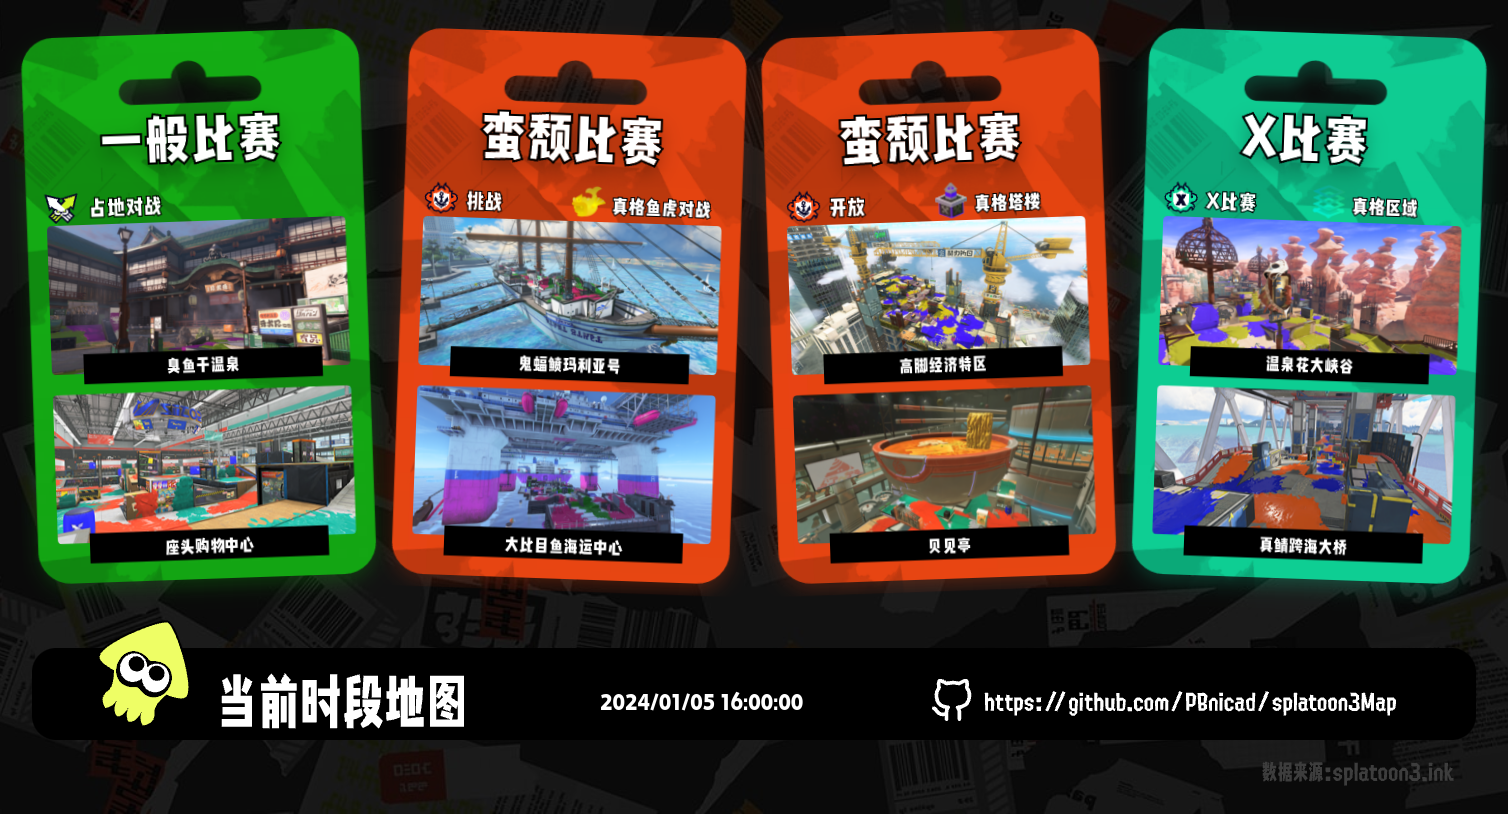 一般比赛
占地对战
臭鱼干温泉
座头购物中心
蛮颓比赛
挑战
真格鱼虎对战
鬼蝠鲼玛利亚号
大比目鱼海运中心
蛮颓比赛
开放
真格塔楼
高脚经济特区
贝见亭
X比赛
X比赛
真格区域
温泉花大峡谷
真鲭跨海大桥
当前时段地图
2024/01/05 16:00:00
https://github.com/PBnicad/splatoon3Map
数据来源:splatoon3.ink